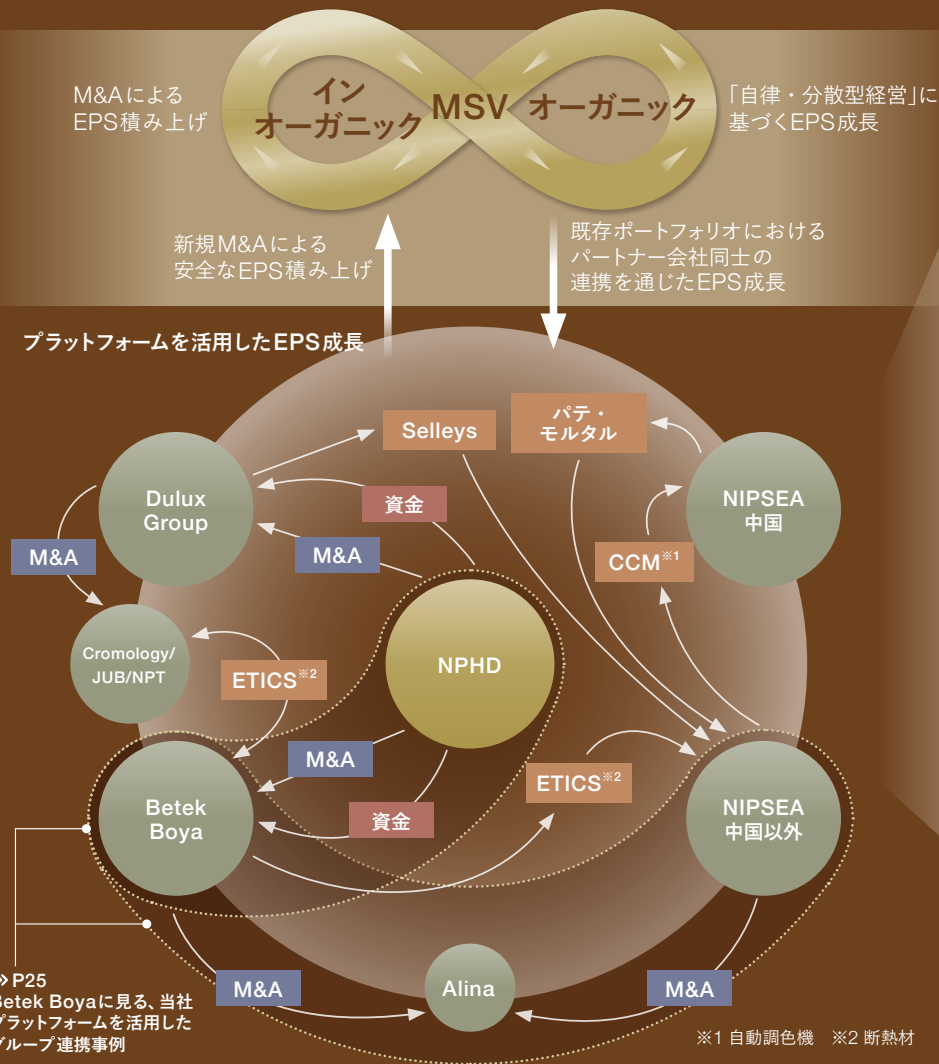 M&Aによる
EPS積み上げ
イン
オーガニック
MSV
オーガニック
「自律・分散型経営」に
基づくEPS成長
新規M&Aによる
安全なEPS積み上げ
既存ポートフォリオにおける
パートナー会社同士の
連携を通じたEPS成長
プラットフォームを活用したEPS成長
Selleys
パテ・
モルタル
Dulux
Group
資金
NIPSEA
中国
M&A
M&A
CCM※1
Cromology/
JUB/NPT
ETICS※2
NPHD
M&A
ETICS※2
Betek
Boya
資金
NIPSEA
中国以外
P25
Betek Boyaに見る、当社
プラットフォームを活用した
グループ連携事例
M&A
Alina
M&A
※1 自動調色機 ※2 断熱材